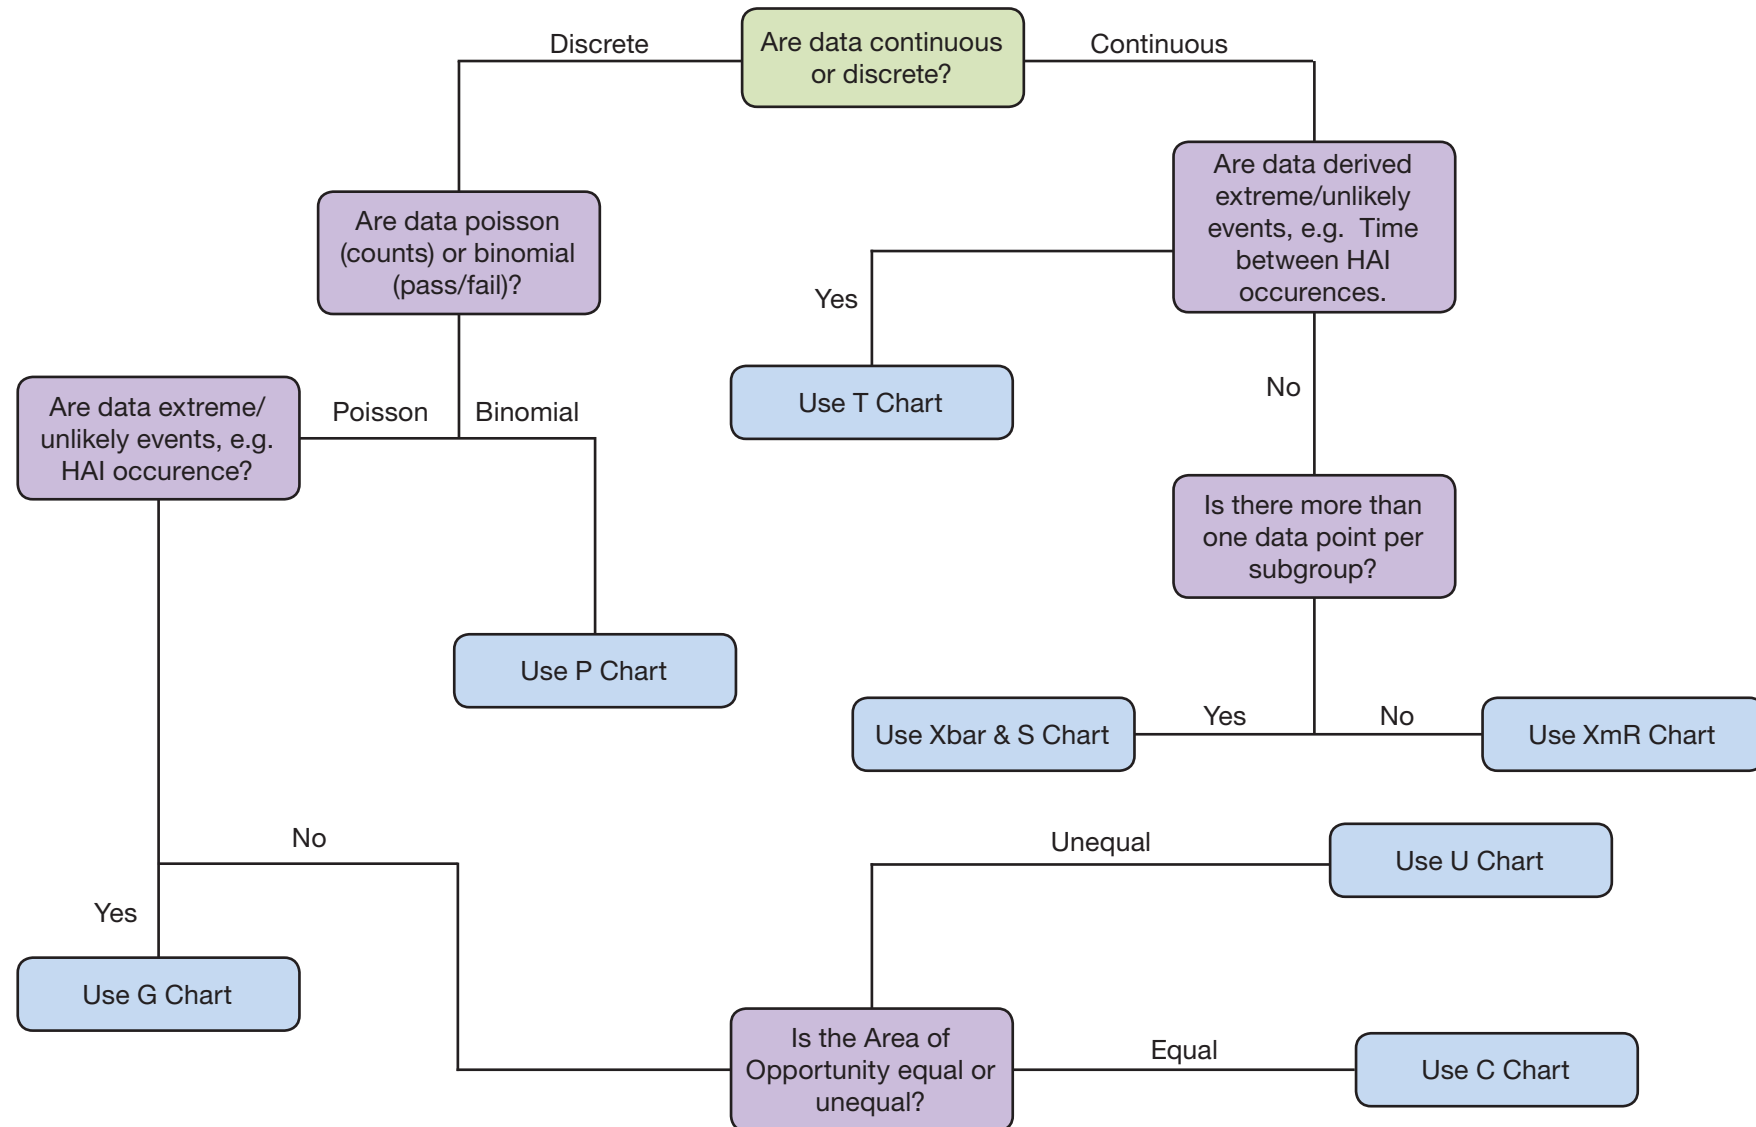 Discrete
Are data continuous
or discrete?
Continuous
Are data derived
extreme/unlikely
events, e.g. Time
between HAI
occurences.
Are data poisson
(counts) or binomial
(pass/fail)?
Yes
No
Use T Chart
Are data extreme/
unlikely events, e.g.
HAI occurence?
Poisson
Binomial
Is there more than
one data point per
subgroup?
Use P Chart
Use Xbar & S Chart
Yes
No
Use XmR Chart
No
Unequal
Use U Chart
Yes
Use G Chart
Is the Area of
Opportunity equal or
unequal?
Equal
Use C Chart